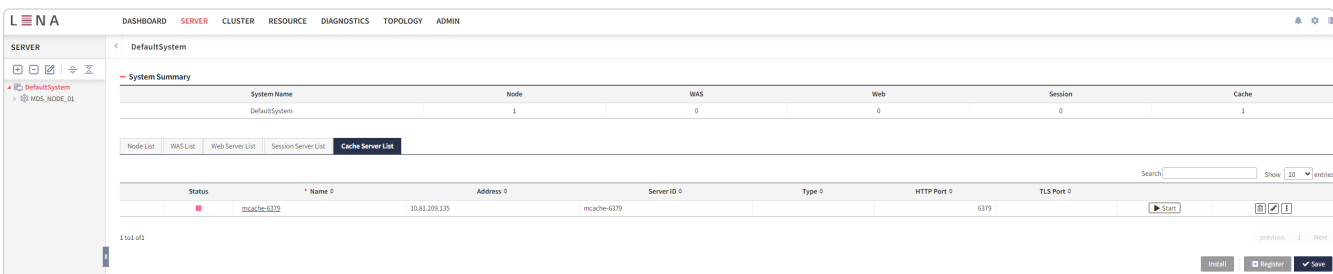 LENA
DASHBOARD SERVER CLUSTER RESOURCE DIAGNOSTICS TOPOLOGY ADMIN
SERVER
« DefaultSystem
DefaultSystem
MDS_NODE_01
System Summary
System Name Node WAS Web Session Cache
DefaultSystem 1 0 0 0 1
Node List WAS List Web Server List Session Server List Cache Server List
Search Show 10 entries
Status * Name Address Server ID Type HTTP Port TLS Port
mcache-6379 10.81.209.135 mcache-6379 6379 Start
1 to1 of1
previous 1 Next
Install Register Save